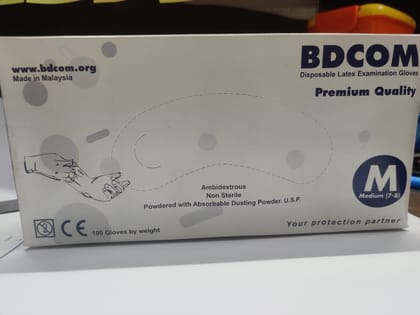 www.bdcom.org
Made in Malaysia
BDCOM
Disposable Latex Examination Gloves
Premium Quality
Ambidextrous
Non Sterile
Powdered with Absorbable Dusting Powder. U.S.P.
M
Medium (7-8)
2
CE 100 Gloves by weight
Your protection partner